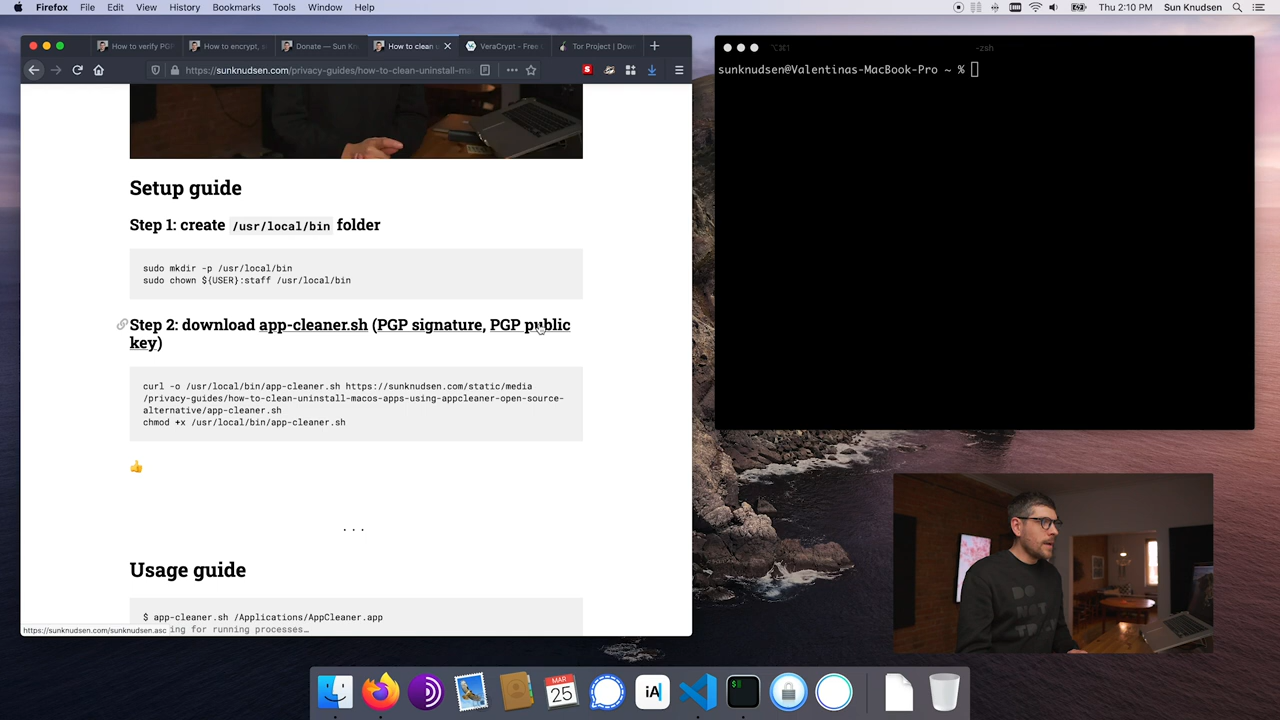 Firefox File Edit View History Bookmarks Tools Window Help
Thu 2:10 PM Sun Knudsen
How to verify PG
How to encrypt, s
Donate — Sun Kn
How to clean u
VeraCrypt - Free
Tor Project | Dow
https://sunknudsen.com/privacy-guides/how-to-clean-uninstall-ma
-zsh
sunknudsen@Valentinas-MacBook-Pro ~ %
Setup guide
Step 1: create /usr/local/bin folder
sudo mkdir -p /usr/local/bin
sudo chown ${USER}:staff /usr/local/bin
Step 2: download app-cleaner.sh (PGP signature, PGP public
key)
curl -o /usr/local/bin/app-cleaner.sh https://sunknudsen.com/static/media
/privacy-guides/how-to-clean-uninstall-macos-apps-using-appcleaner-open-source-
alternative/app-cleaner.sh
chmod +x /usr/local/bin/app-cleaner.sh
👍
. . .
Usage guide
$ app-cleaner.sh /Applications/AppCleaner.app
ing for running processes…
https://sunknudsen.com/sunknudsen.asc
DO
NOT
MAR
25
iA